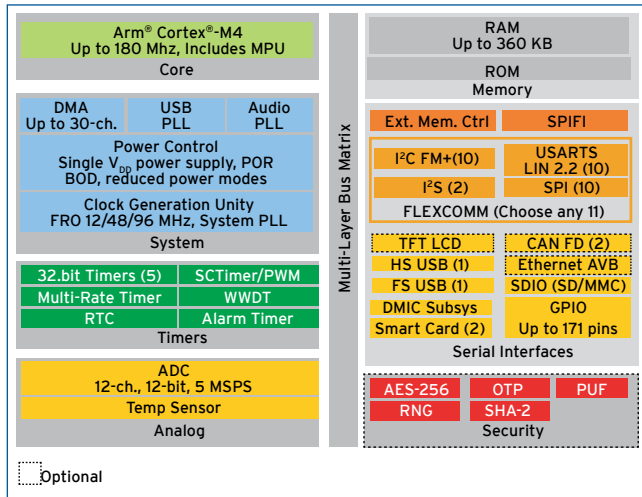 Arm® Cortex®-M4
Up to 180 Mhz, Includes MPU
Core
DMA
Up to 30-ch.
USB
PLL
Audio
PLL
Power Control
Single VDD power supply, POR
BOD, reduced power modes
Clock Generation Unity
FRO 12/48/96 MHz, System PLL
System
32.bit Timers (5)
SCTimer/PWM
Multi-Rate Timer
WWDT
RTC
Alarm Timer
Timers
ADC
12-ch., 12-bit, 5 MSPS
Temp Sensor
Analog
Optional
Multi-Layer Bus Matrix
RAM
Up to 360 KB
ROM
Memory
Ext. Mem. Ctrl
SPIFI
I²C FM+(10)
USARTS
LIN 2.2 (10)
I²S (2)
SPI (10)
FLEXCOMM (Choose any 11)
TFT LCD
CAN FD (2)
HS USB (1)
Ethernet AVB
FS USB (1)
SDIO (SD/MMC)
DMIC Subsys
GPIO
Up to 171 pins
Smart Card (2)
Serial Interfaces
AES-256
OTP
PUF
RNG
SHA-2
Security